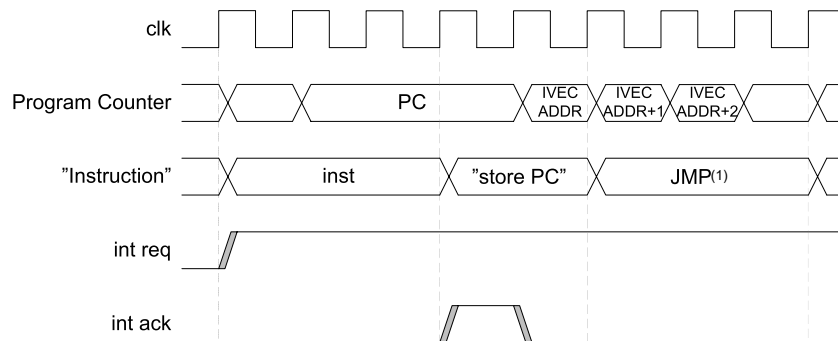 clk
Program Counter
PC
IVEC
ADDR
IVEC
ADDR+1
IVEC
ADDR+2
”Instruction”
inst
”store PC”
JMP(1)
int req
int ack